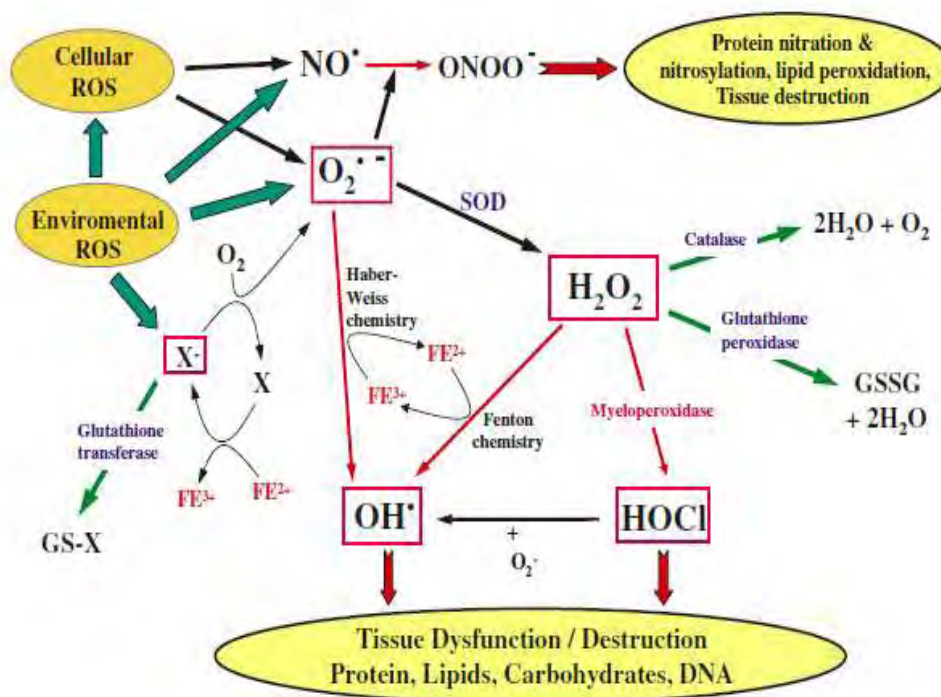 Cellular
ROS
NO•
ONOO-
Protein nitration &
nitrosylation, lipid peroxidation,
Tissue destruction
O2•-
SOD
Enviromental
ROS
O2
Catalase
2H2O + O2
Haber-
Weiss
chemistry
H2O2
Glutathione
peroxidase
X·
X
FE2+
FE3+
GSSG
+ 2H2O
Glutathione
transferase
Fenton
chemistry
Myeloperoxidase
FE3+
FE2+
GS-X
OH•
+
O2·
HOCl
Tissue Dysfunction / Destruction
Protein, Lipids, Carbohydrates, DNA